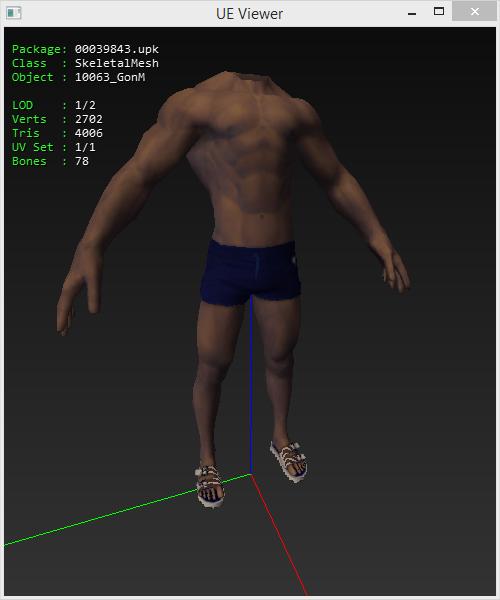 UE Viewer
Package: 00039843.upk
Class : SkeletalMesh
Object : 10063_GonM
LOD : 1/2
Verts : 2702
Tris : 4006
UV Set : 1/1
Bones : 78